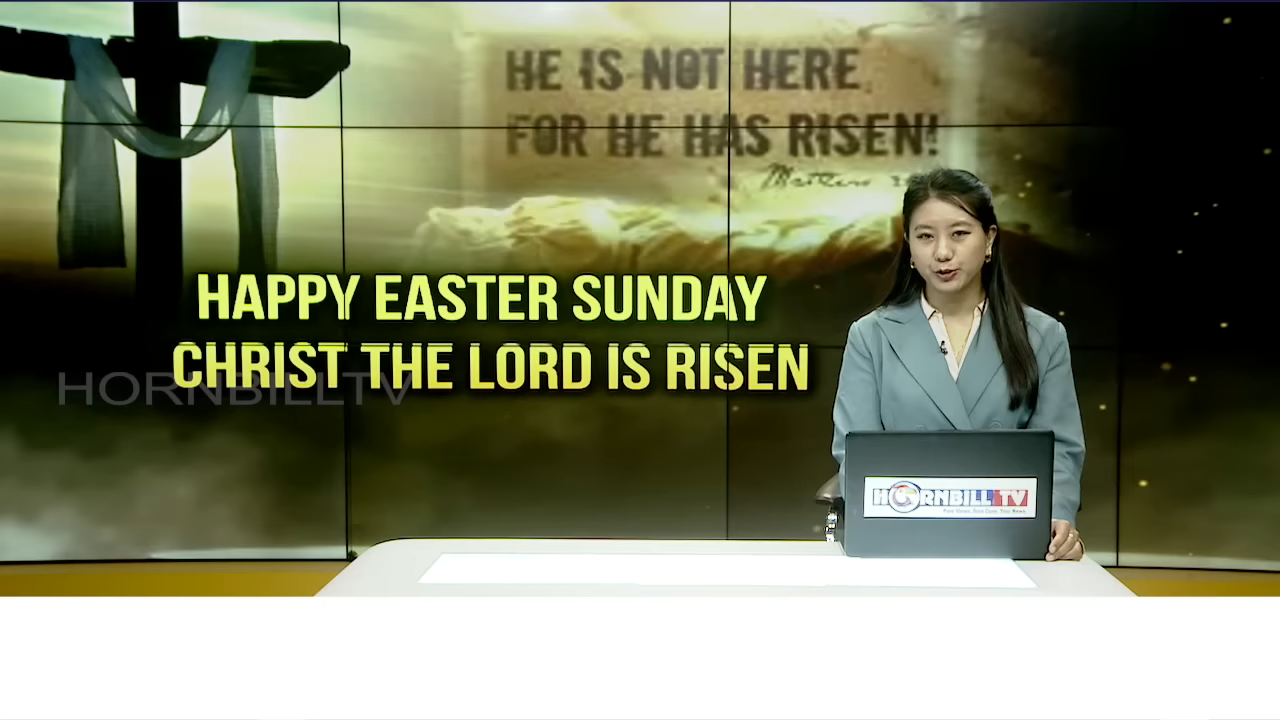 HE IS NOT HERE,
FOR HE HAS RISEN!
HAPPY EASTER SUNDAY
CHRIST THE LORD IS RISEN
HORNBILLTV
HORNBILL TV